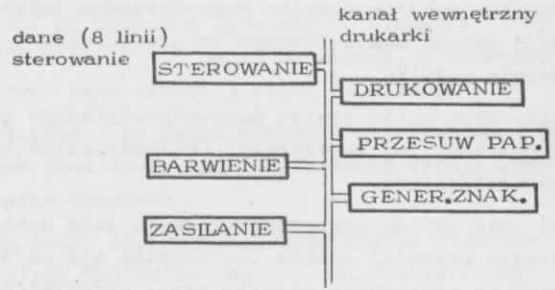 kanał wewnętrzny
drukarki
dane (8 linii)
sterowanie
STEROWANIE
DRUKOWANIE
PRZESUW PAP.
BARWIENIE
GENER.ZNAK.
ZASILANIE